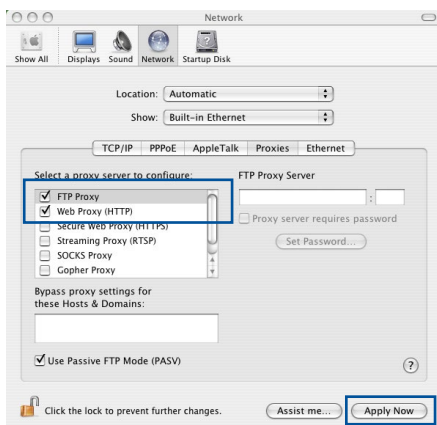 Network
Show All Displays Sound Network Startup Disk
Location: Automatic
Show: Built-in Ethernet
TCP/IP PPPoE AppleTalk Proxies Ethernet
Select a proxy server to configure: FTP Proxy Server
FTP Proxy
:
Web Proxy (HTTP)
Proxy server requires password
Secure Web Proxy (HTTPS)
Streaming Proxy (RTSP)
Set Password...
SOCKS Proxy
Gopher Proxy
Bypass proxy settings for
these Hosts & Domains:
Use Passive FTP Mode (PASV)
?
Click the lock to prevent further changes. Assist me... Apply Now